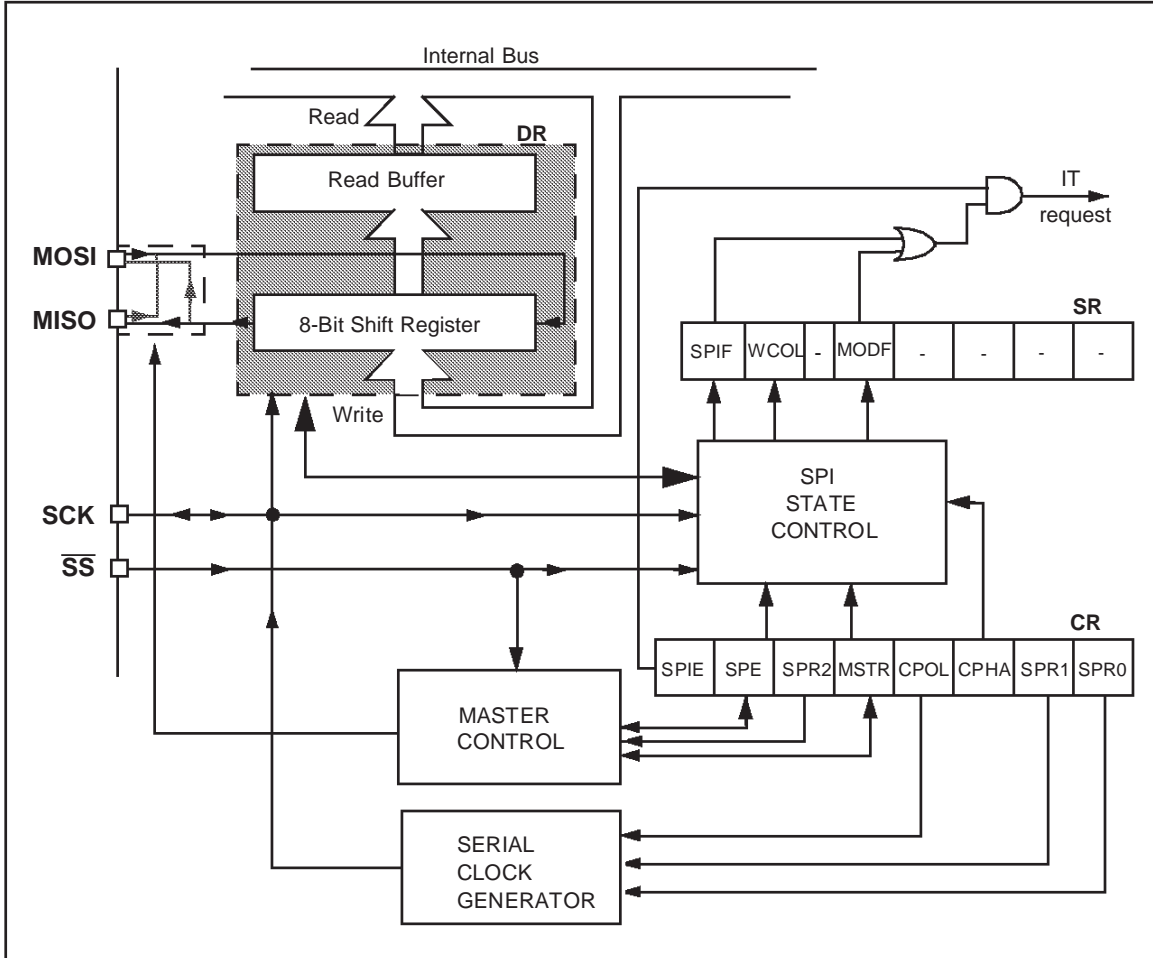 Internal Bus
Read
DR
Read Buffer
IT
request
MOSI
MISO
8-Bit Shift Register
SR
SPIF WCOL - MODF - - - -
Write
SPI
STATE
CONTROL
SCK
SS
CR
SPIE SPE SPR2 MSTR CPOL CPHA SPR1 SPR0
MASTER
CONTROL
SERIAL
CLOCK
GENERATOR